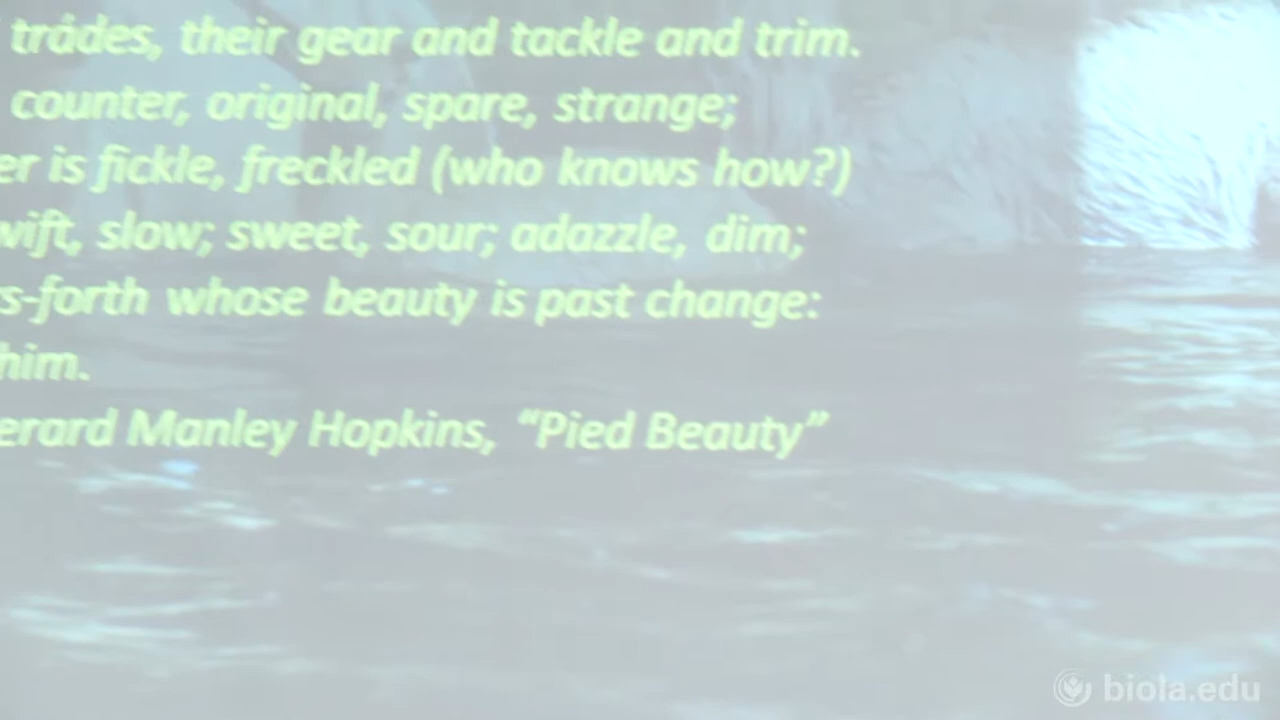 trádes, their gear and tackle and trim.
counter, original, spare, strange;
er is fickle, freckled (who knows how?)
wift, slow; sweet, sour; adazzle, dim;
rs-forth whose beauty is past change:
him.
erard Manley Hopkins, “Pied Beauty”
biola.edu